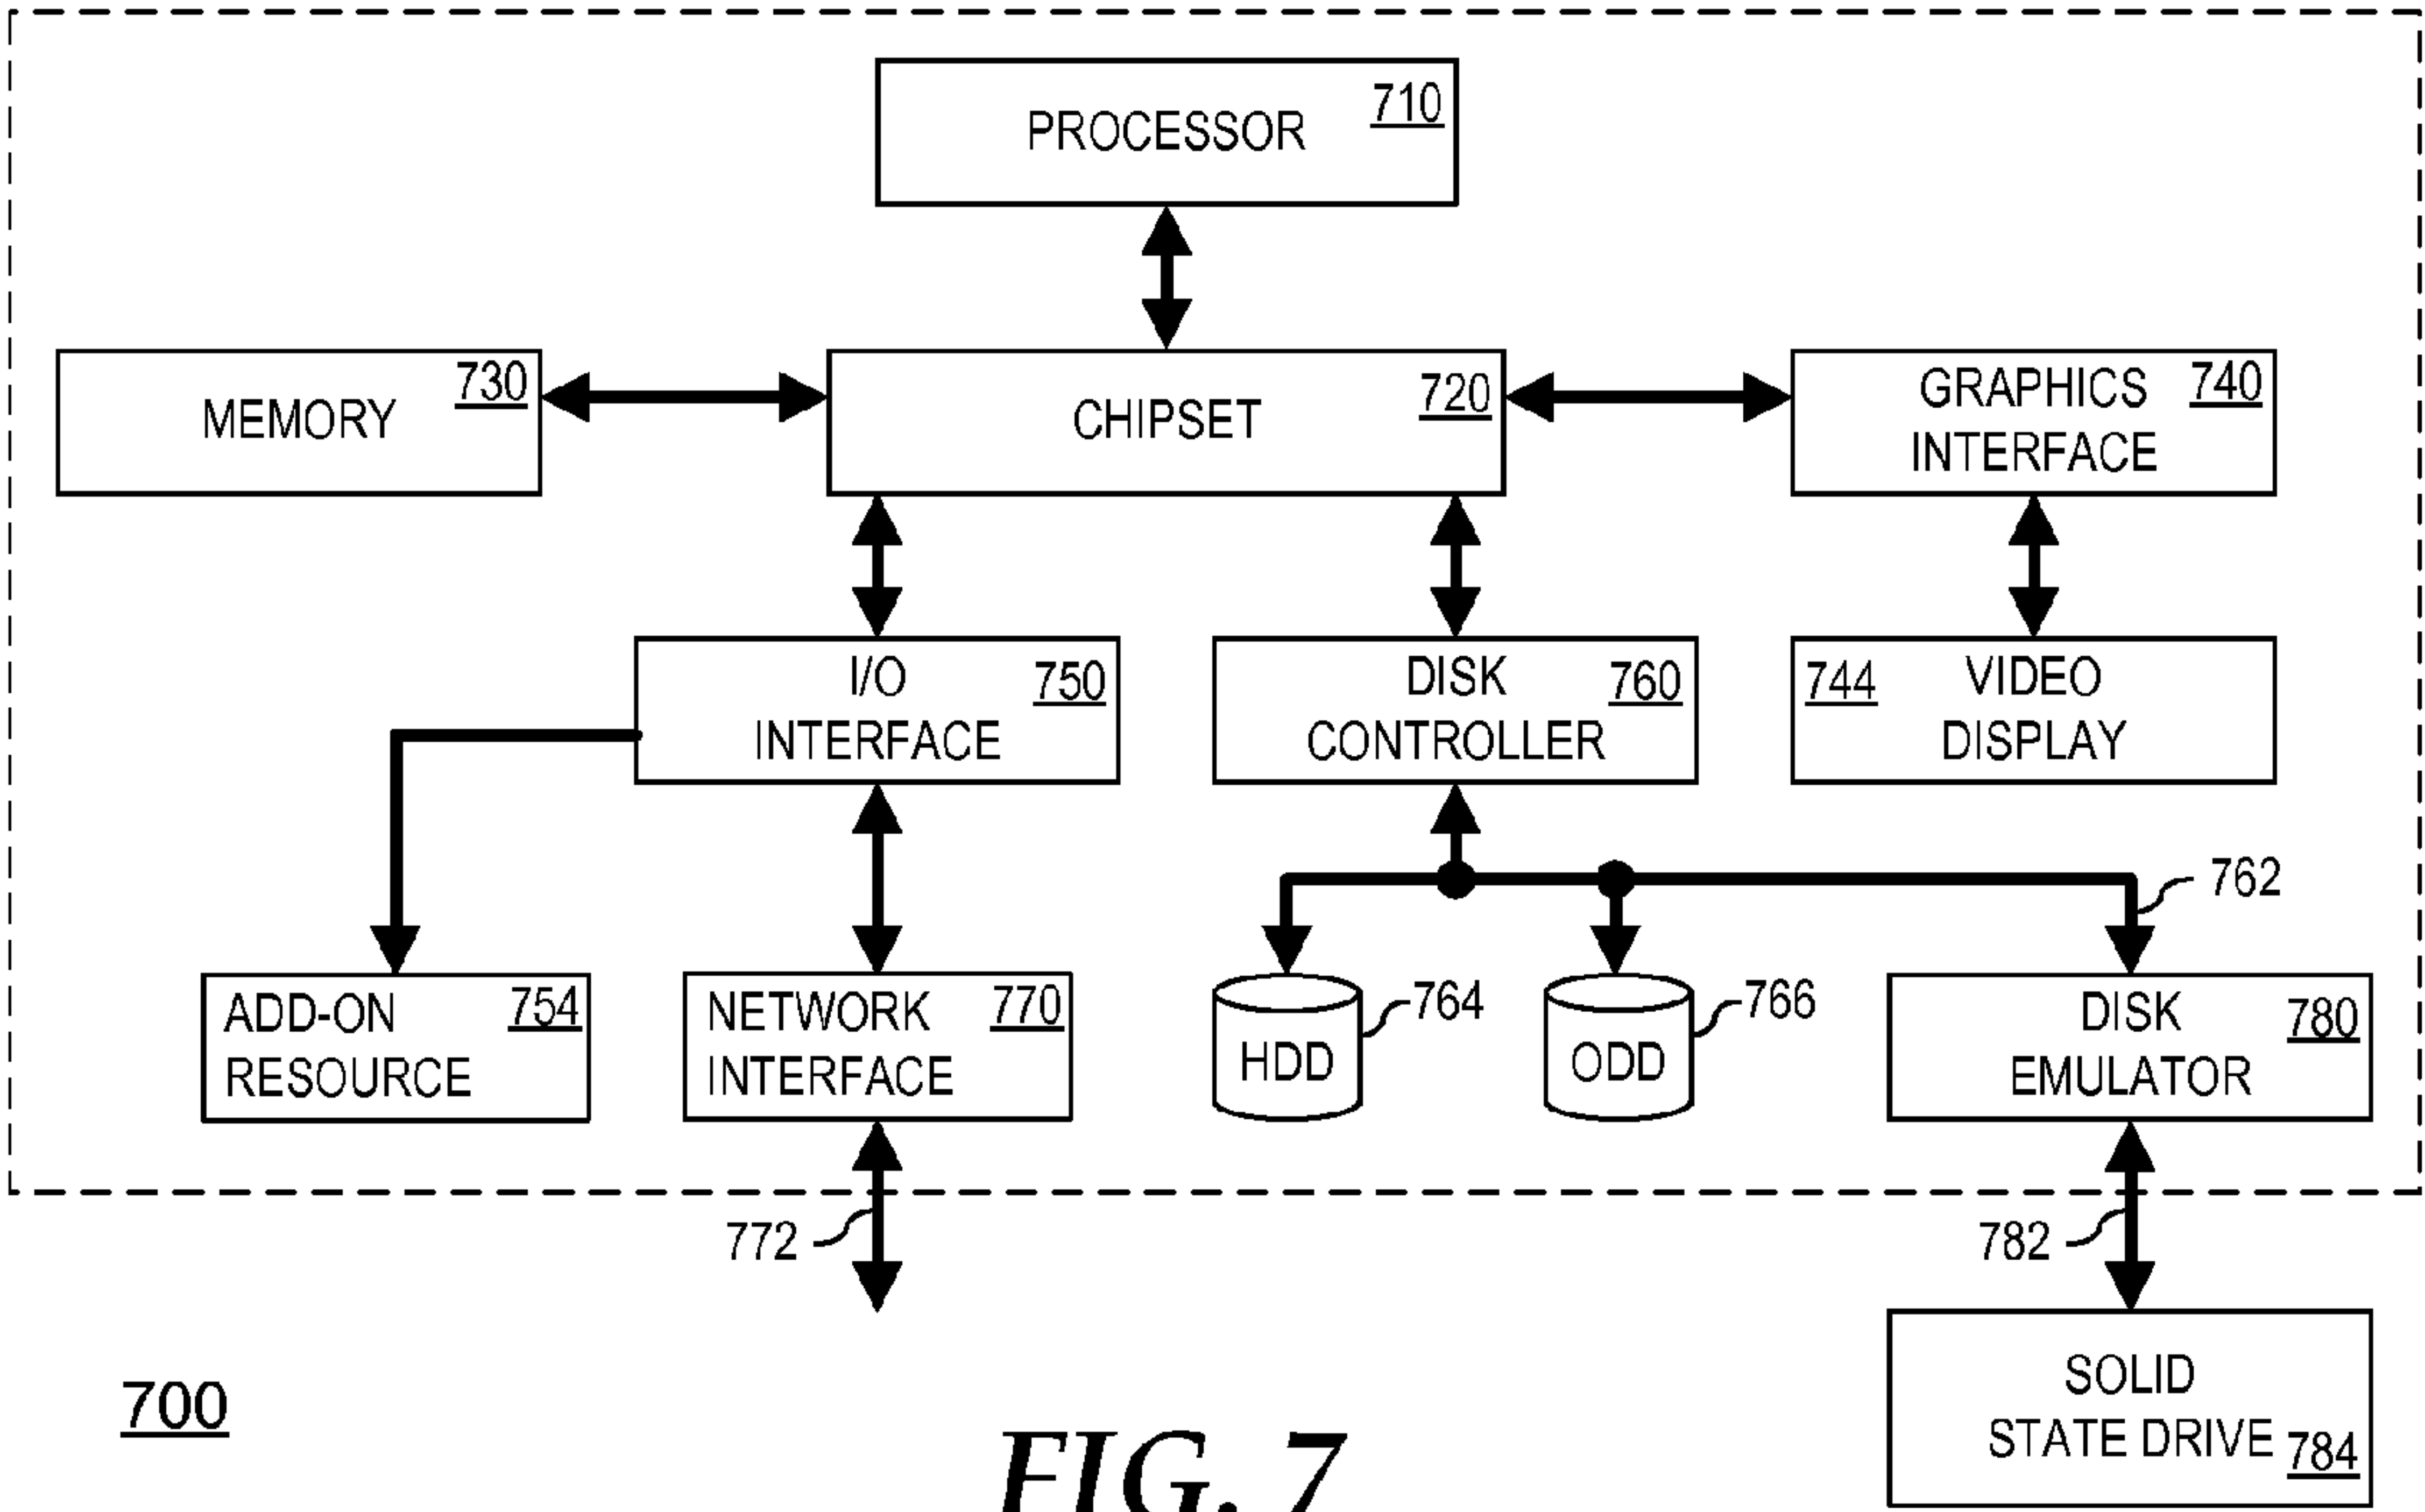 PROCESSOR 710
MEMORY 730
CHIPSET 720
GRAPHICS 740
INTERFACE
I/O 750
INTERFACE
DISK 760
CONTROLLER
744 VIDEO
DISPLAY
762
ADD-ON 754
RESOURCE
NETWORK 770
INTERFACE
HDD
764
ODD
766
DISK 780
EMULATOR
772
782
SOLID
STATE DRIVE 784
700
FIG. 7